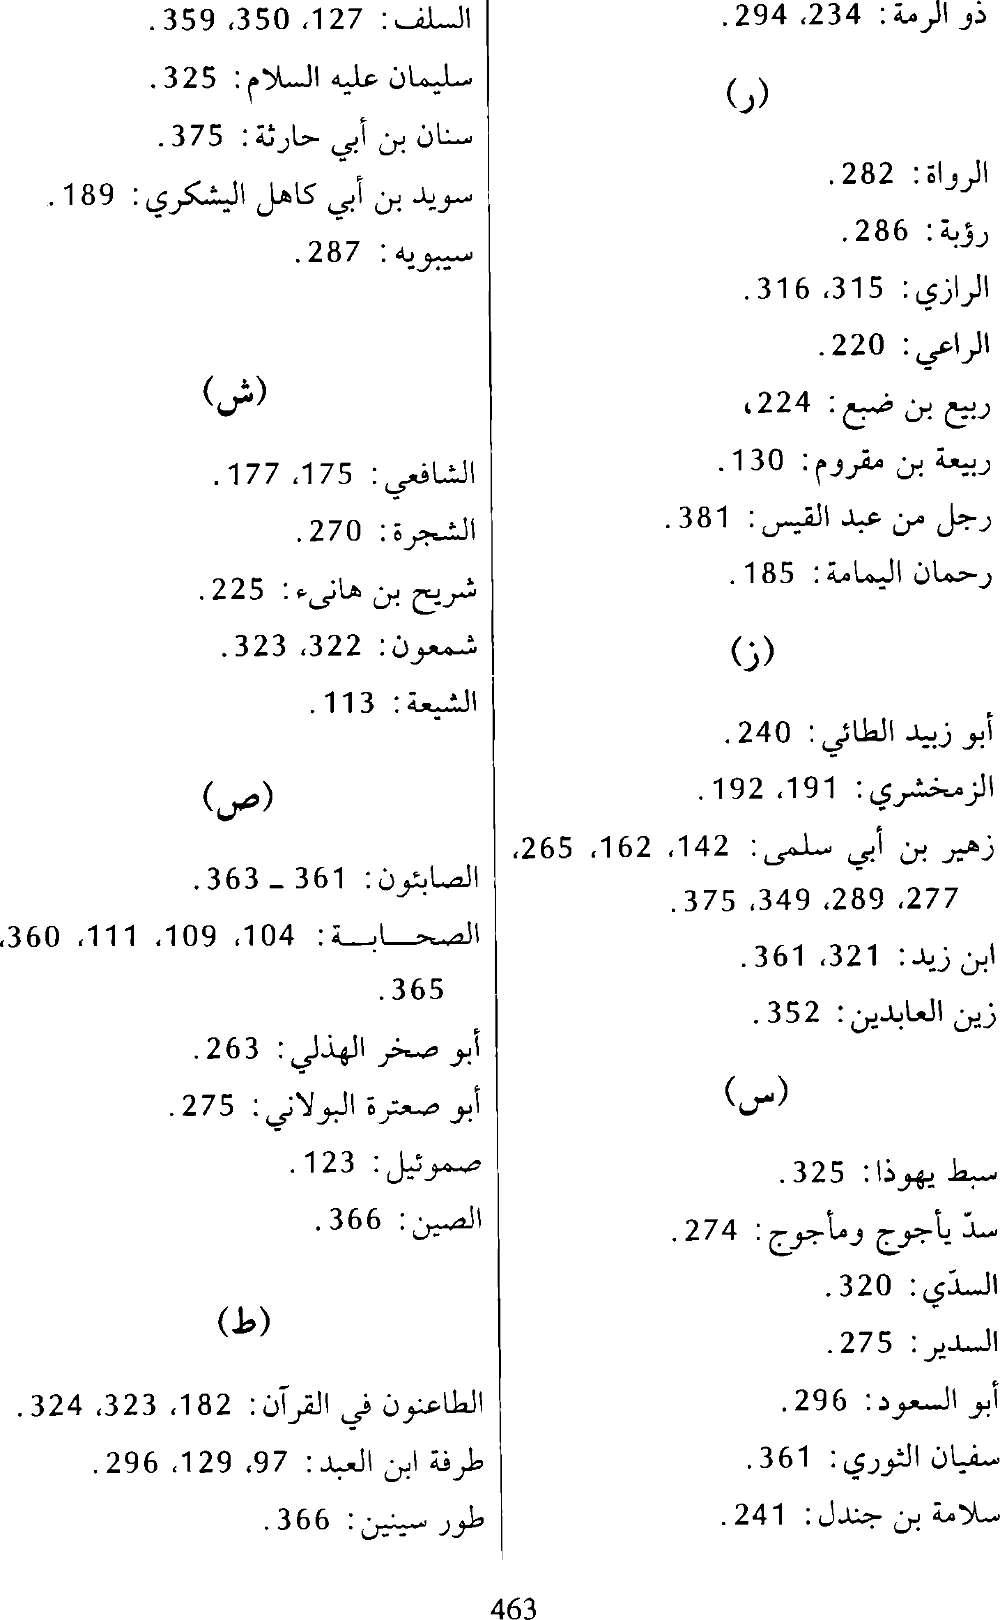 ذو الرمة: 234، 294.
(ر)
الرواة: 282.
رؤبة: 286.
الرازي: 315، 316.
الراعي: 220.
ربيع بن ضبع: 224،
ربيعة بن مقروم: 130.
رجل من عبد القيس: 381.
رحمان اليمامة: 185.
(ز)
أبو زبيد الطائي: 240.
الزمخشري: 191، 192.
زهير بن أبي سلمى: 142، 162، 265،
277، 289، 349، 375.
ابن زيد: 321، 361.
زين العابدين: 352.
(س)
سبط يهوذا: 325.
سدّ يأجوج ومأجوج: 274.
السدّي: 320.
السدير: 275.
أبو السعود: 296.
سفيان الثوري: 361.
سلامة بن جندل: 241.
السلف: 127، 350، 359.
سليمان عليه السلام: 325.
سنان بن أبي حارثة: 375.
سويد بن أبي كاهل اليشكري: 189.
سيبويه: 287.
(ش)
الشافعي: 175، 177.
الشجرة: 270.
شريح بن هانىء: 225.
شمعون: 322، 323.
الشيعة: 113.
(ص)
الصابئون: 361 - 363.
الصحـــابـــة: 104، 109، 111، 360،
365.
أبو صخر الهذلي: 263.
أبو صعترة البولاني: 275.
صموئيل: 123.
الصين: 366.
(ط)
الطاعنون في القرآن: 182، 323، 324.
طرفة ابن العبد: 97، 129، 296.
طور سينين: 366.
463